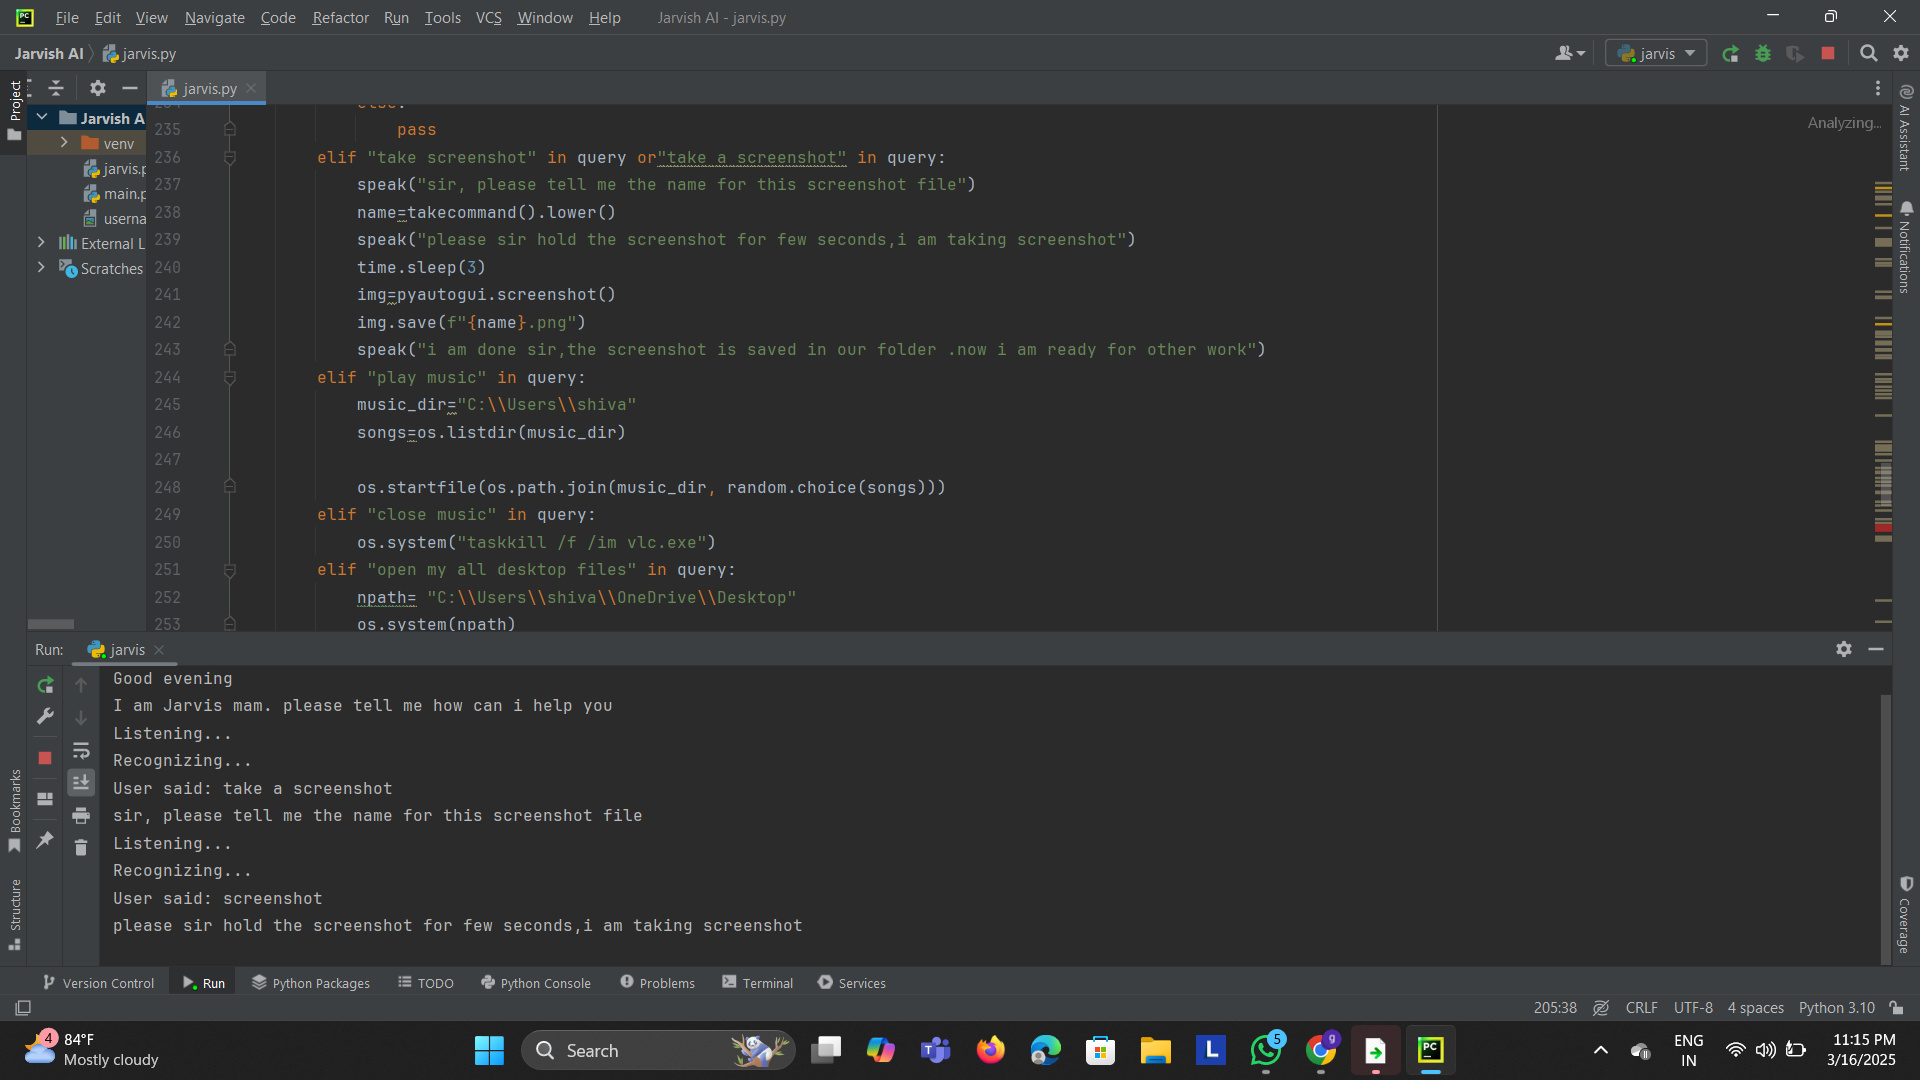 File Edit View Navigate Code Refactor Run Tools VCS Window Help Jarvish AI - jarvis.py
Jarvish AI jarvis.py jarvis
Project
jarvis.py
Jarvish A
venv
jarvis.p
main.p
userna
External L
Scratches
Analyzing...
235 pass
236 elif "take screenshot" in query or"take a screenshot" in query:
237 speak("sir, please tell me the name for this screenshot file")
238 name=takecommand().lower()
239 speak("please sir hold the screenshot for few seconds,i am taking screenshot")
240 time.sleep(3)
241 img=pyautogui.screenshot()
242 img.save(f"{name}.png")
243 speak("i am done sir,the screenshot is saved in our folder .now i am ready for other work")
244 elif "play music" in query:
245 music_dir="C:\\Users\\shiva"
246 songs=os.listdir(music_dir)
247
248 os.startfile(os.path.join(music_dir, random.choice(songs)))
249 elif "close music" in query:
250 os.system("taskkill /f /im vlc.exe")
251 elif "open my all desktop files" in query:
252 npath= "C:\\Users\\shiva\\OneDrive\\Desktop"
253 os.system(npath)
AI Assistant
Notifications
Run: jarvis
Good evening
I am Jarvis mam. please tell me how can i help you
Listening...
Recognizing...
User said: take a screenshot
sir, please tell me the name for this screenshot file
Listening...
Recognizing...
User said: screenshot
please sir hold the screenshot for few seconds,i am taking screenshot
Bookmarks
Structure
Coverage
Version Control Run Python Packages TODO Python Console Problems Terminal Services
205:38 CRLF UTF-8 4 spaces Python 3.10
4
84°F
Mostly cloudy
Search
5
g
ENG
IN
11:15 PM
3/16/2025